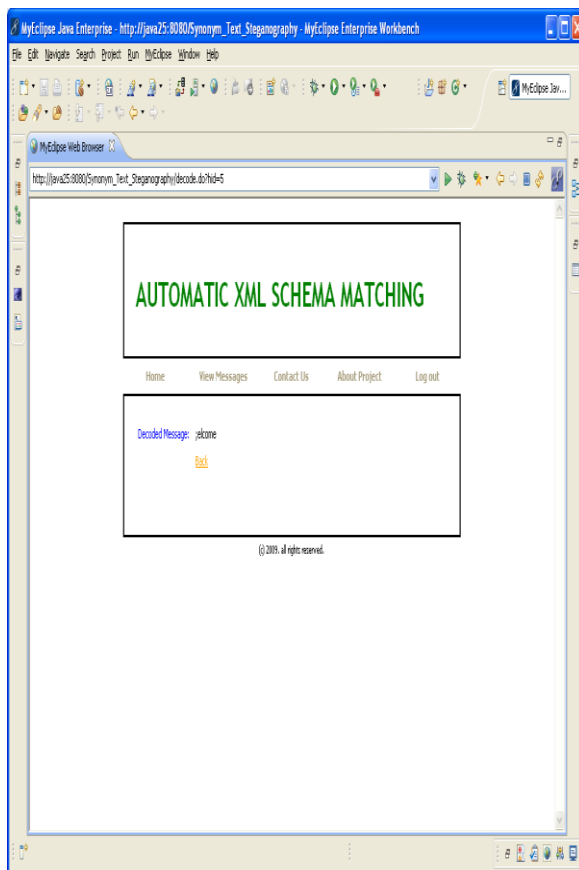 MyEclipse Java Enterprise - http://java25:8080/Synonym_Text_Steganography - MyEclipse Enterprise Workbench
File Edit Navigate Search Project Run MyEclipse Window Help
MyEclipse Jav...
MyEclipse Web Browser
http://java25:8080/Synonym_Text_Steganography/decode.do?hid=5
AUTOMATIC XML SCHEMA MATCHING
Home View Messages Contact Us About Project Log out
Decoded Message: ;elcome
Back
(c) 2009. all rights reserved.